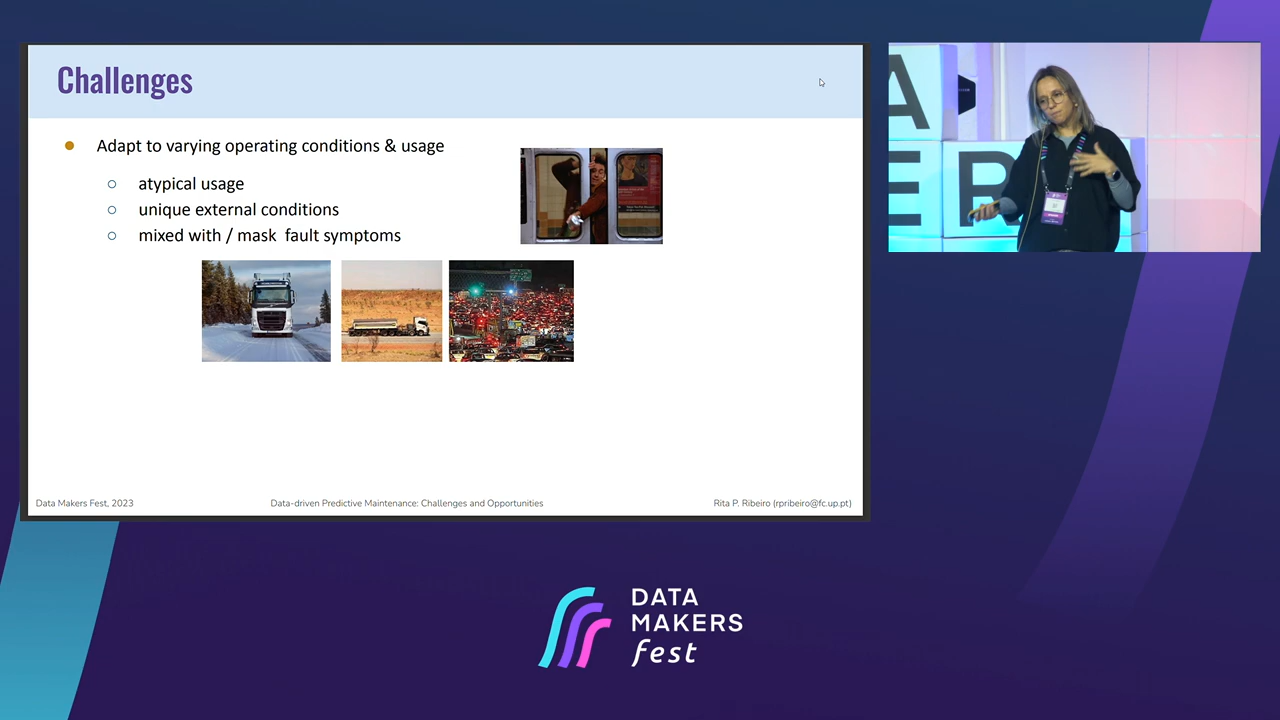 Challenges
Adapt to varying operating conditions & usage
atypical usage
unique external conditions
mixed with / mask fault symptoms
Data Makers Fest, 2023
Data-driven Predictive Maintenance: Challenges and Opportunities
Rita P. Ribeiro (rpribeiro@fc.up.pt)
A
E R
DATA
MAKERS
fest